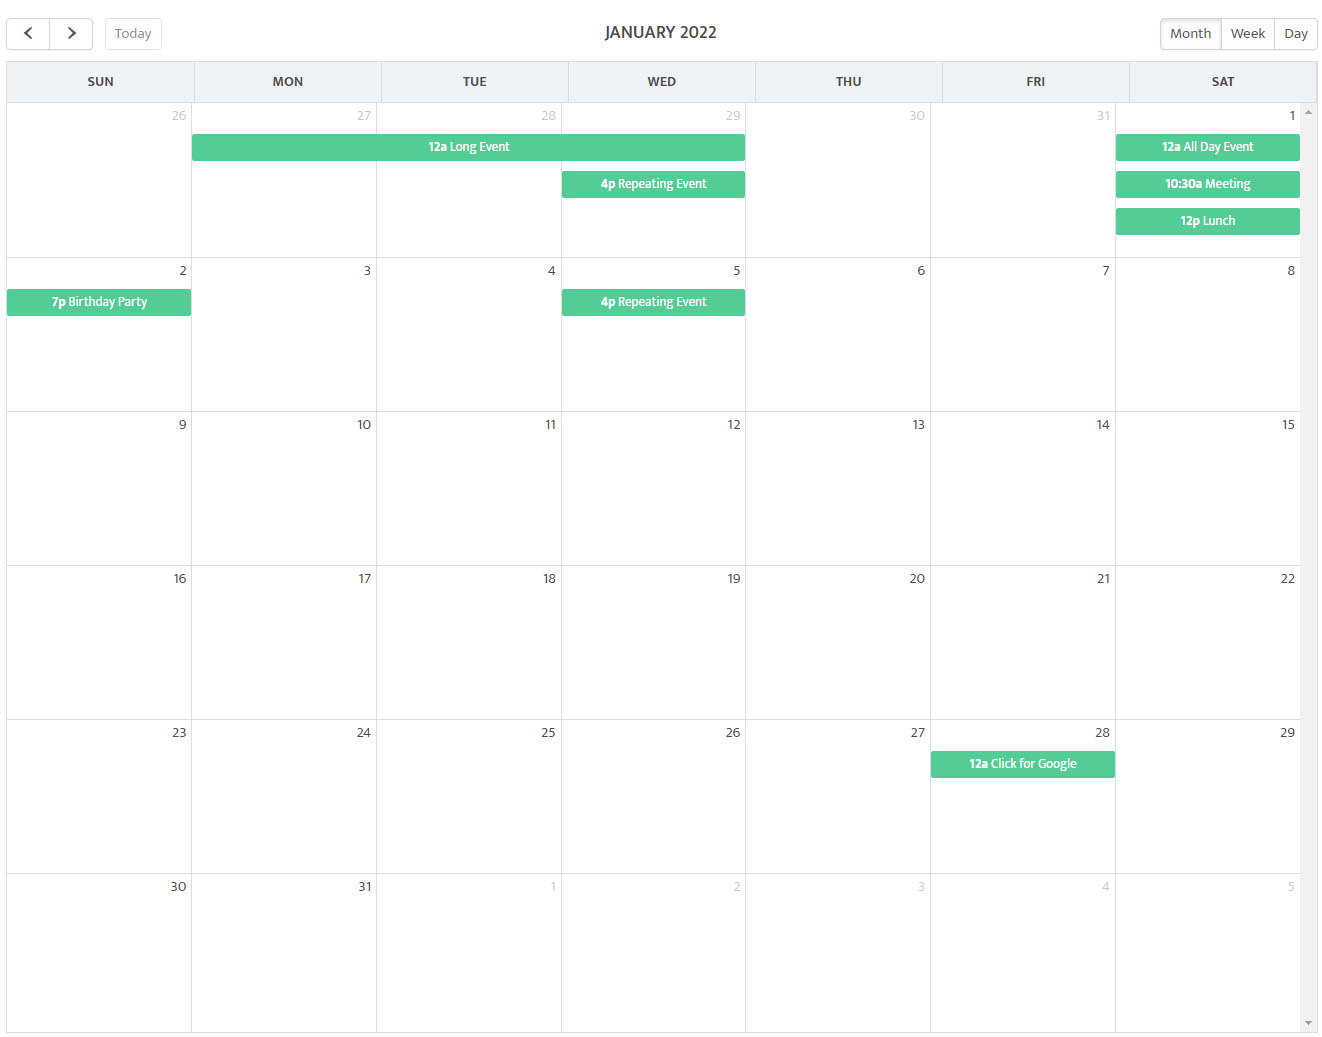 Today JANUARY 2022 Month Week Day
SUN MON TUE WED THU FRI SAT
26 27 28 29 30 31 1
12a Long Event 12a All Day Event
4p Repeating Event 10:30a Meeting
12p Lunch
2 3 4 5 6 7 8
7p Birthday Party 4p Repeating Event
9 10 11 12 13 14 15
16 17 18 19 20 21 22
23 24 25 26 27 28 29
12a Click for Google
30 31 1 2 3 4 5